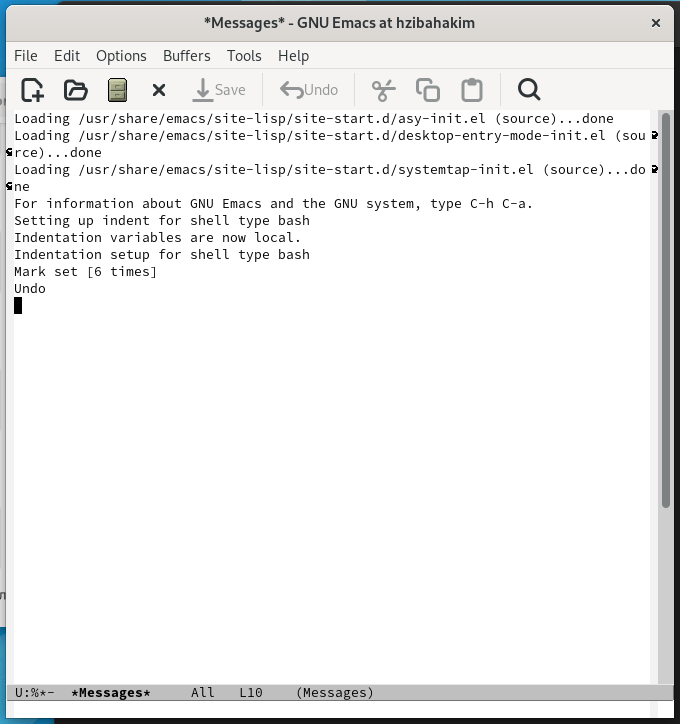 *Messages* - GNU Emacs at hzibahakim
File Edit Options Buffers Tools Help
Save Undo
Loading /usr/share/emacs/site-lisp/site-start.d/asy-init.el (source)...done
Loading /usr/share/emacs/site-lisp/site-start.d/desktop-entry-mode-init.el (sou
rce)...done
Loading /usr/share/emacs/site-lisp/site-start.d/systemtap-init.el (source)...do
ne
For information about GNU Emacs and the GNU system, type C-h C-a.
Setting up indent for shell type bash
Indentation variables are now local.
Indentation setup for shell type bash
Mark set [6 times]
Undo
U:%*- *Messages* All L10 (Messages)